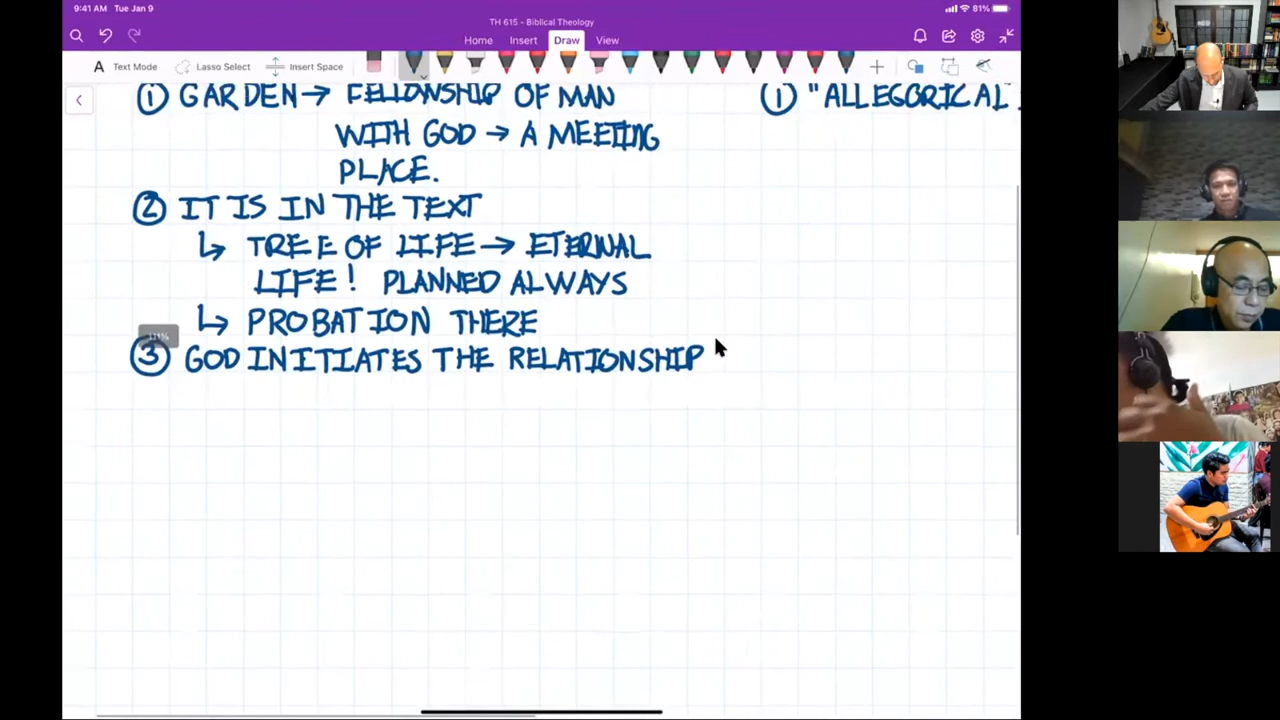 9:41 AM Tue Jan 9
81%
TH 615 - Biblical Theology
Home Insert Draw View
A Text Mode Lasso Select Insert Space
① GARDEN → FELLOWSHIP OF MAN
WITH GOD → A MEETING
PLACE.
② IT IS IN THE TEXT
↳ TREE OF LIFE → ETERNAL
LIFE! PLANNED ALWAYS
↳ PROBATION THERE
③ GOD INITIATES THE RELATIONSHIP
① "ALLEGORICAL"